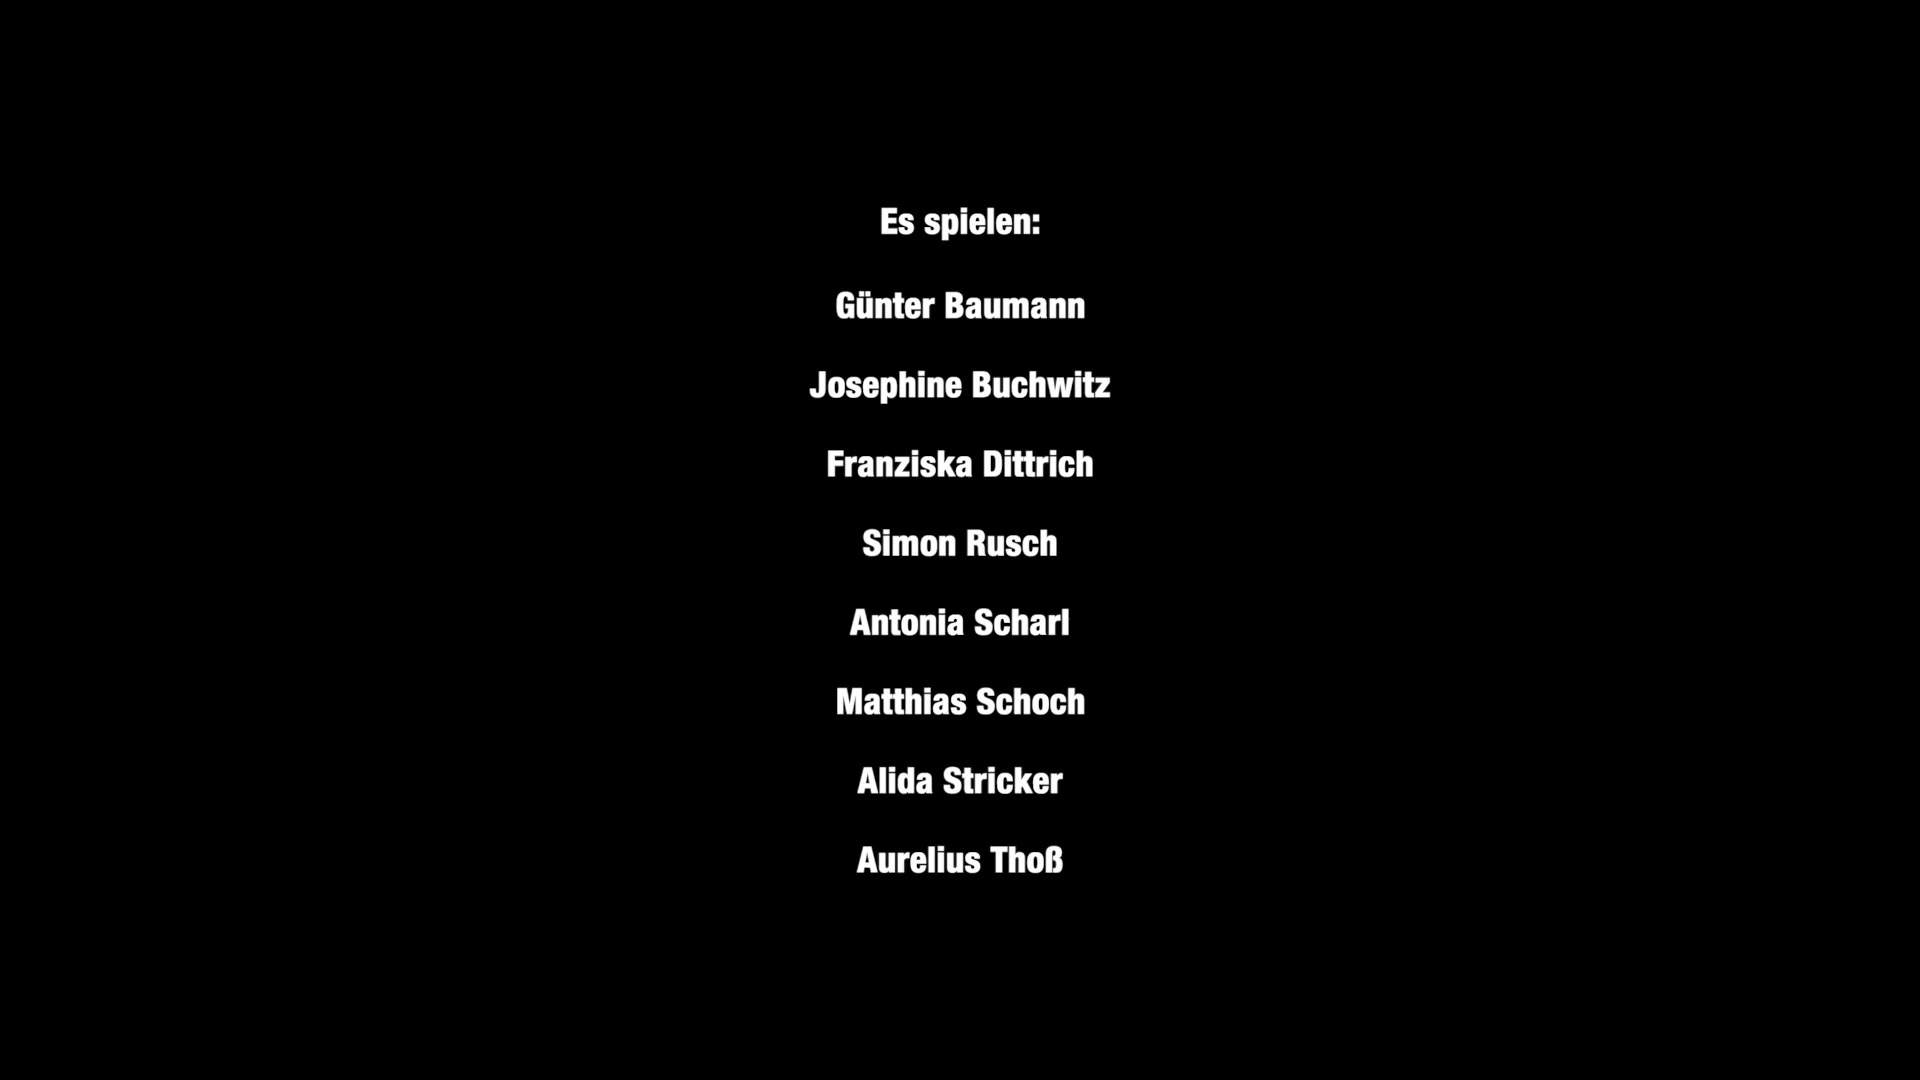 Es spielen:
Günter Baumann
Josephine Buchwitz
Franziska Dittrich
Simon Rusch
Antonia Scharl
Matthias Schoch
Alida Stricker
Aurelius Thoß